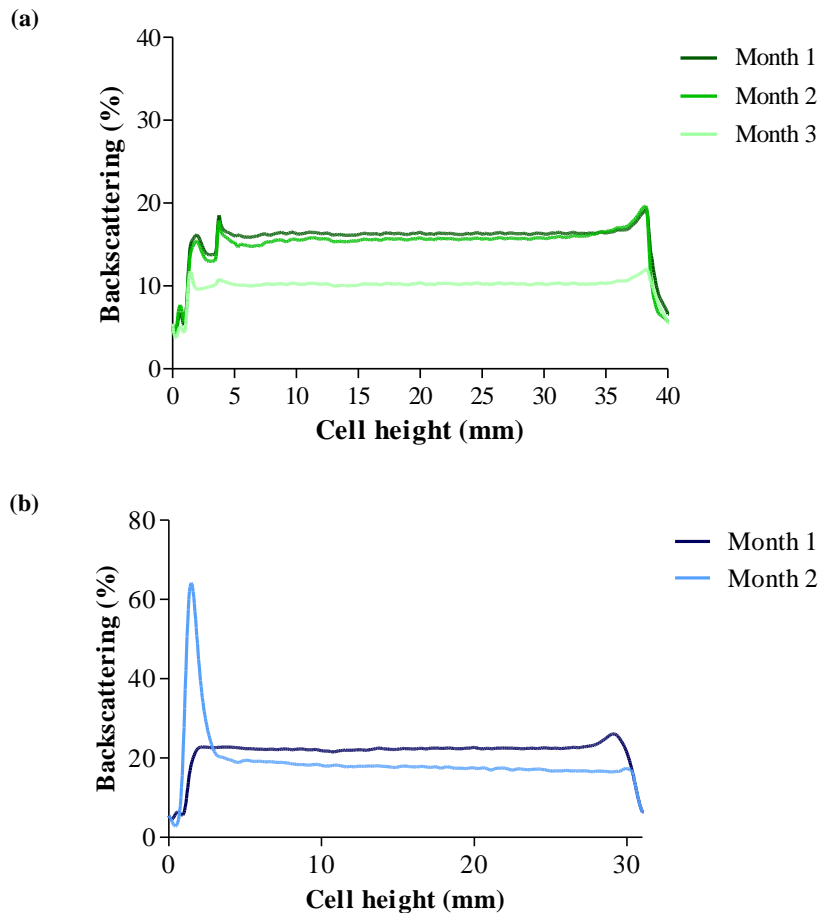 (a)
40
30
20
10
0
Backscattering (%)
0 5 10 15 20 25 30 35 40
Cell height (mm)
Month 1
Month 2
Month 3
(b)
80
60
40
20
0
Backscattering (%)
0 10 20 30
Cell height (mm)
Month 1
Month 2